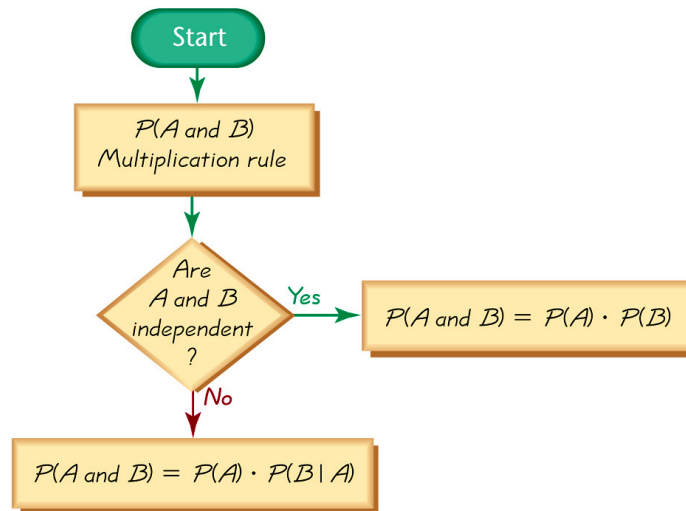 Start
P(A and B)
Multiplication rule
Are
A and B
independent
?
Yes
P(A and B) = P(A) · P(B)
No
P(A and B) = P(A) · P(B | A)